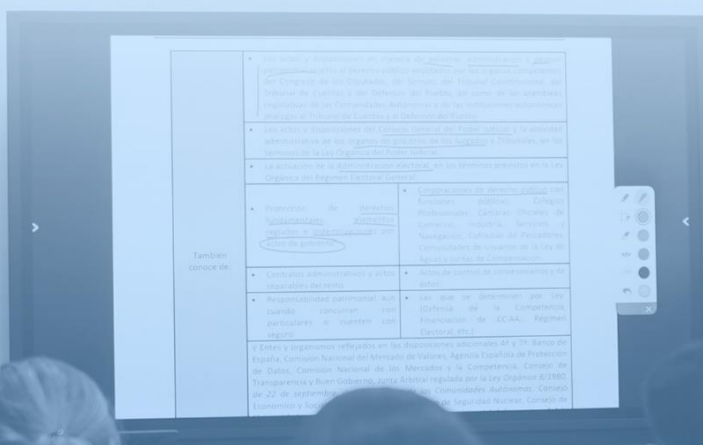 Los actos y disposiciones en materia de personal, administración y gestión
patrimonial sujetos al derecho público adoptados por los órganos competentes
del Congreso de los Diputados, del Senado, del Tribunal Constitucional, del
Tribunal de Cuentas y del Defensor del Pueblo, así como de las asambleas
legislativas de las Comunidades Autónomas y de las instituciones autonómicas
análogas al Tribunal de Cuentas y al Defensor del Pueblo.
• Los actos y disposiciones del Consejo General del Poder Judicial y la actividad
administrativa de los órganos de gobierno de los Juzgados y Tribunales, en los
términos de la Ley Orgánica del Poder Judicial.
• La actuación de la Administración electoral, en los términos previstos en la Ley
Orgánica del Régimen Electoral General.
También
conoce de:
• Protección de derechos
fundamentales, elementos
reglados e indemnizaciones por
actos de gobierno
• Corporaciones de derecho público con
funciones públicas: Colegios
Profesionales, Cámaras Oficiales de
Comercio, Industria, Servicios y
Navegación, Cofradías de Pescadores,
Comunidades de usuarios de la Ley de
Aguas y Juntas de Compensación.
• Contratos administrativos y actos
separables del resto
• Actos de control de concesionarios y de
éstos
• Responsabilidad patrimonial aun
cuando concurran con
particulares o cuenten con
seguro
• Las que se determinen por Ley
(Defensa de la Competencia,
Financiación de CC.AA., Régimen
Electoral, etc.)
y Entes y organismos reflejados en las disposiciones adicionales 4ª y 7ª: Banco de
España, Comisión Nacional del Mercado de Valores, Agencia Española de Protección
de Datos, Comisión Nacional de los Mercados y la Competencia, Consejo de
Transparencia y Buen Gobierno, Junta Arbitral regulada por la Ley Orgánica 8/1980,
de 22 de septiembre Comunidades Autónomas, Consejo
Económico y Soc de Seguridad Nuclear, Consejo de